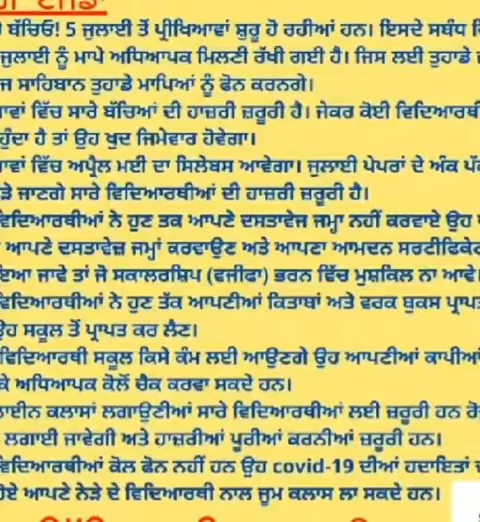 ਬੱਚਿਓ! 5 ਜੁਲਾਈ ਤੋਂ ਪ੍ਰੀਖਿਆਵਾਂ ਸ਼ੁਰੂ ਹੋ ਰਹੀਆਂ ਹਨ। ਇਸਦੇ ਸਬੰਧ
ਜੁਲਾਈ ਨੂੰ ਮਾਪੇ ਅਧਿਆਪਕ ਮਿਲਣੀ ਰੱਖੀ ਗਈ ਹੈ। ਜਿਸ ਲਈ ਤੁਹਾਡੇ
ਸਾਹਿਬਾਨ ਤੁਹਾਡੇ ਮਾਪਿਆਂ ਨੂੰ ਫੋਨ ਕਰਨਗੇ।
ਵਿੱਚ ਸਾਰੇ ਬੱਚਿਆਂ ਦੀ ਹਾਜ਼ਰੀ ਜ਼ਰੂਰੀ ਹੈ। ਜੇਕਰ ਕੋਈ ਵਿਦਿਆਰਥੀ
ਹੁੰਦਾ ਹੈ ਤਾਂ ਉਹ ਖੁਦ ਜਿਮੇਵਾਰ ਹੋਵੇਗਾ।
ਵਿੱਚ ਅਪ੍ਰੈਲ ਮਈ ਦਾ ਸਿਲੇਬਸ ਆਵੇਗਾ। ਜੁਲਾਈ ਪੇਪਰਾਂ ਦੇ ਅੰਕ
ਜਾਣਗੇ ਸਾਰੇ ਵਿਦਿਆਰਥੀਆਂ ਦੀ ਹਾਜ਼ਰੀ ਜ਼ਰੂਰੀ ਹੈ।
ਵਿਦਿਆਰਥੀਆਂ ਨੇ ਹੁਣ ਤਕ ਆਪਣੇ ਦਸਤਾਵੇਜ ਜਮ੍ਹਾ ਨਹੀਂ ਕਰਵਾਏ ਉਹ
ਆਪਣੇ ਦਸਤਾਵੇਜ਼ ਜਮ੍ਹਾਂ ਕਰਵਾਉਣ ਅਤੇ ਆਪਣਾ ਆਮਦਨ ਸਰਟੀਫਿਕੇਟ
ਜਾਵੇ ਤਾਂ ਜੋ ਸਕਾਲਰਸ਼ਿਪ (ਵਜੀਫਾ) ਭਰਨ ਵਿੱਚ ਮੁਸ਼ਕਿਲ ਨਾ ਆਵੇ।
ਵਿਦਿਆਰਥੀਆਂ ਨੇ ਹੁਣ ਤੱਕ ਆਪਣੀਆਂ ਕਿਤਾਬਾਂ ਅਤੇ ਵਰਕ ਬੁਕਸ ਪ੍ਰਾਪਤ
ਉਹ ਸਕੂਲ ਤੋਂ ਪ੍ਰਾਪਤ ਕਰ ਲੈਣ।
ਵਿਦਿਆਰਥੀ ਸਕੂਲ ਕਿਸੇ ਕੰਮ ਲਈ ਆਉਣਗੇ ਉਹ ਆਪਣੀਆਂ ਕਾਪੀਆਂ
ਕੇ ਅਧਿਆਪਕ ਕੋਲੋਂ ਚੈਕ ਕਰਵਾ ਸਕਦੇ ਹਨ।
ਕਲਾਸਾਂ ਲਗਾਉਣੀਆਂ ਸਾਰੇ ਵਿਦਿਆਰਥੀਆਂ ਲਈ ਜ਼ਰੂਰੀ ਹਨ
ਲਗਾਈ ਜਾਵੇਗੀ ਅਤੇ ਹਾਜ਼ਰੀਆਂ ਪੂਰੀਆਂ ਕਰਨੀਆਂ ਜ਼ਰੂਰੀ ਹਨ।
ਵਿਦਿਆਰਥੀਆਂ ਕੋਲ ਫੋਨ ਨਹੀਂ ਹਨ ਉਹ covid-19 ਦੀਆਂ ਹਦਾਇਤਾਂ
ਆਪਣੇ ਨੇੜੇ ਦੇ ਵਿਦਿਆਰਥੀ ਨਾਲ ਜ਼ੂਮ ਕਲਾਸ ਲਾ ਸਕਦੇ ਹਨ।